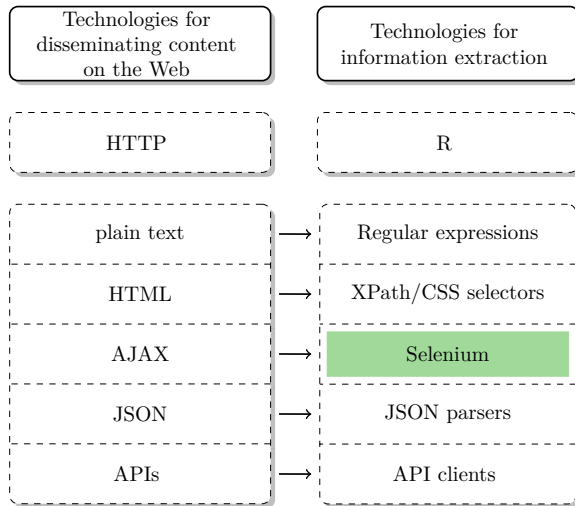 Technologies for
disseminating content
on the Web
Technologies for
information extraction
HTTP
R
plain text
Regular expressions
HTML
XPath/CSS selectors
AJAX
Selenium
JSON
JSON parsers
APIs
API clients